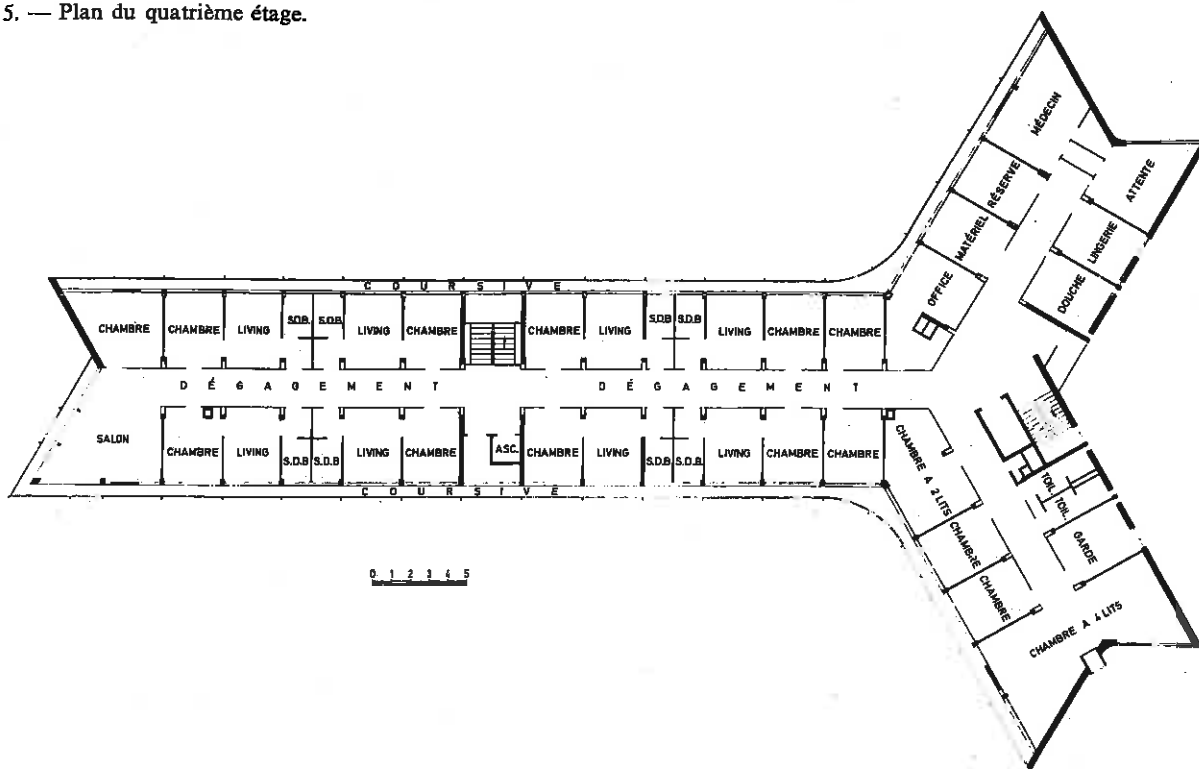 5. — Plan du quatrième étage.
COURSIVE
CHAMBRE CHAMBRE LIVING S.D.B. S.D.B. LIVING CHAMBRE CHAMBRE LIVING S.D.B. S.D.B. LIVING CHAMBRE CHAMBRE
DÉGAGEMENT DÉGAGEMENT
SALON CHAMBRE LIVING S.D.B. S.D.B. LIVING CHAMBRE ASC. CHAMBRE LIVING S.D.B. S.D.B. LIVING CHAMBRE CHAMBRE
COURSIVE
MÉDECIN
RÉSERVE
MATÉRIEL
OFFICE
ATTENTE
LINGERIE
DOUCHE
CHAMBRE A 2 LITS
CHAMBRE
CHAMBRE
TOIL.
TOIL.
GARDE
CHAMBRE A 4 LITS
0 1 2 3 4 5